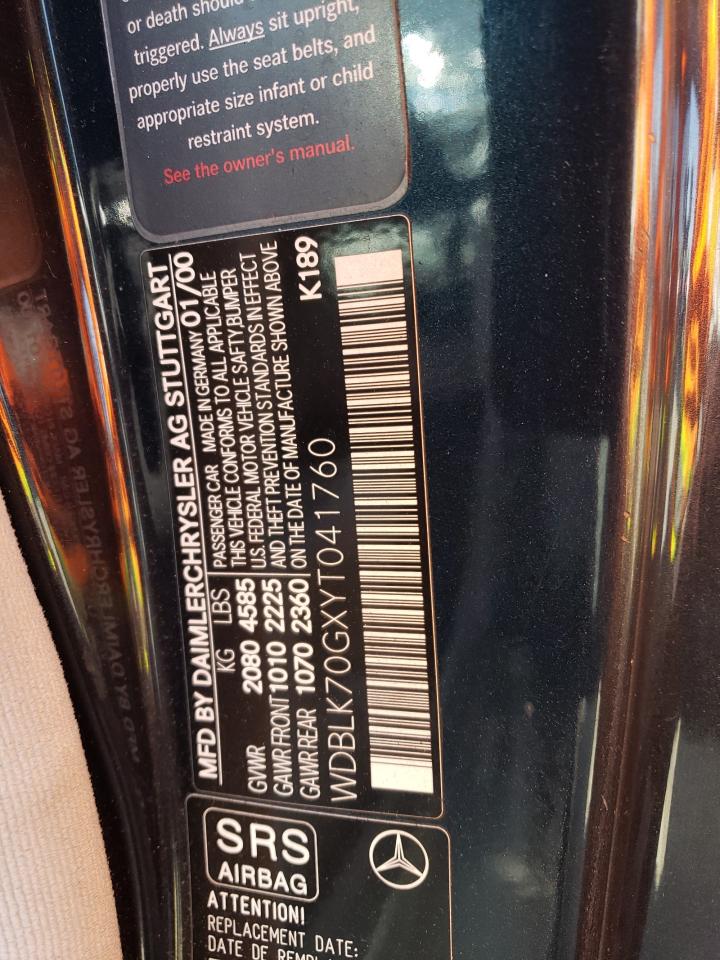 or death should
triggered. Always sit upright,
properly use the seat belts, and
appropriate size infant or child
restraint system.
See the owner's manual.
MFD BY DAIMLERCHRYSLER AG STUTTGART
KG LBS
GVWR 2080 4585
GAWR FRONT 1010 2225
GAWR REAR 1070 2360
PASSENGER CAR MADE IN GERMANY 01/00
THIS VEHICLE CONFORMS TO ALL APPLICABLE
U.S. FEDERAL MOTOR VEHICLE SAFTY,BUMPER
AND THEFT PREVENTION STANDARDS IN EFFECT
ON THE DATE OF MANUFACTURE SHOWN ABOVE
WDBLK70GXYT041760
K189
SRS
AIRBAG
ATTENTION!
REPLACEMENT DATE:
DATE DE